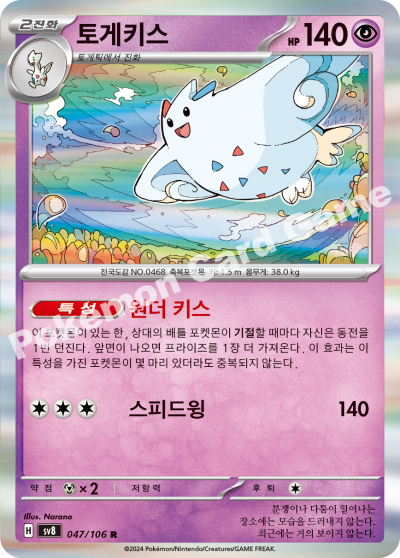 2진화
토게키스
HP 140
토게틱에서 진화
전국도감 NO.0468 축복포켓몬 키: 1.5 m 몸무게: 38.0 kg
Pokémon Card Game
특성 원더 키스
이 포켓몬이 있는 한, 상대의 배틀 포켓몬이 기절할 때마다 자신은 동전을
1번 던진다. 앞면이 나오면 프라이즈를 1장 더 가져온다. 이 효과는 이
특성을 가진 포켓몬이 몇 마리 있더라도 중복되지 않는다.
스피드윙 140
약점 ×2 저항력 후퇴
Illus. Narano
H sv8 047/106 R
분쟁이나 다툼이 일어나는
장소에는 모습을 드러내지 않는다.
최근에는 거의 보이지 않는다.
©2024 Pokémon/Nintendo/Creatures/GAME FREAK.